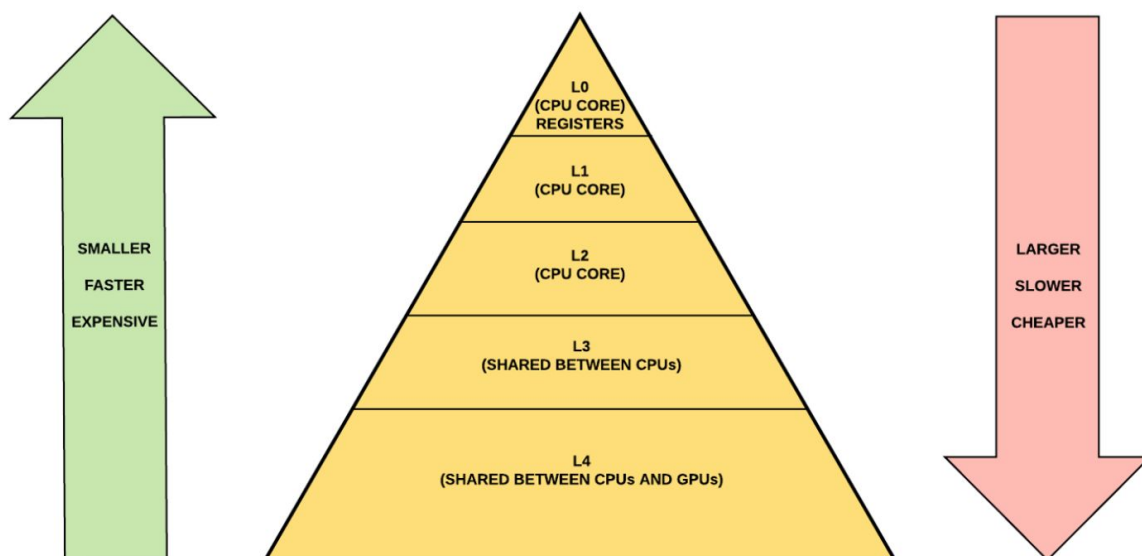 L0
(CPU CORE)
REGISTERS
L1
(CPU CORE)
L2
(CPU CORE)
L3
(SHARED BETWEEN CPUs)
L4
(SHARED BETWEEN CPUs AND GPUs)
SMALLER
FASTER
EXPENSIVE
LARGER
SLOWER
CHEAPER